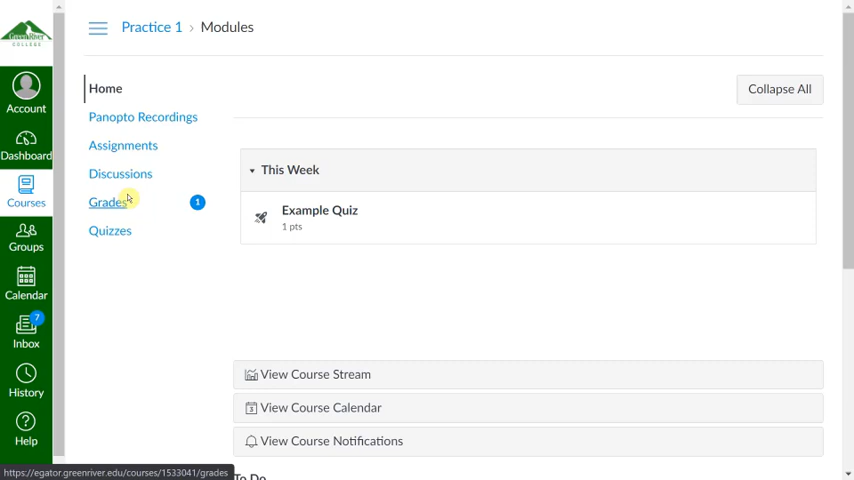 GreenRiver
COLLEGE
Account
Dashboard
Courses
Groups
Calendar
7
Inbox
History
Help
Practice 1 › Modules
Home
Panopto Recordings
Assignments
Discussions
Grades
1
Quizzes
Collapse All
This Week
Example Quiz
1 pts
View Course Stream
View Course Calendar
View Course Notifications
To Do
https://egator.greenriver.edu/courses/1533041/grades